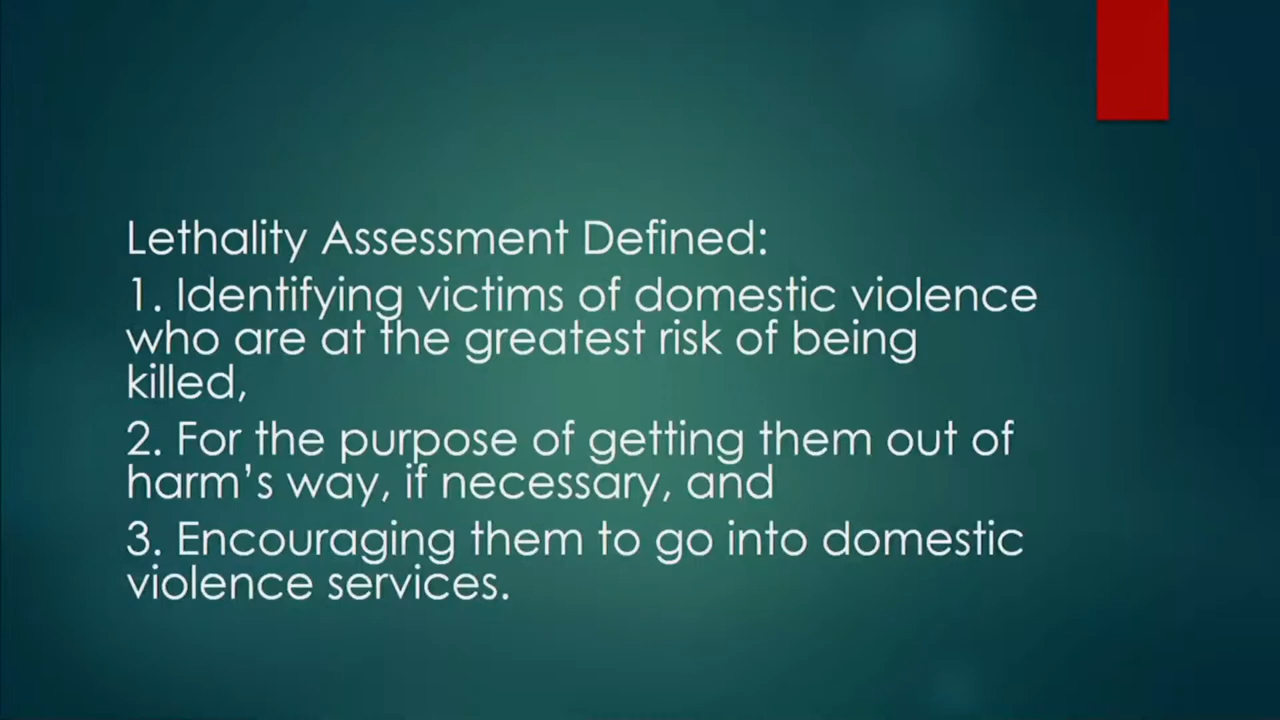 Lethality Assessment Defined:
1. Identifying victims of domestic violence
who are at the greatest risk of being
killed,
2. For the purpose of getting them out of
harm’s way, if necessary, and
3. Encouraging them to go into domestic
violence services.